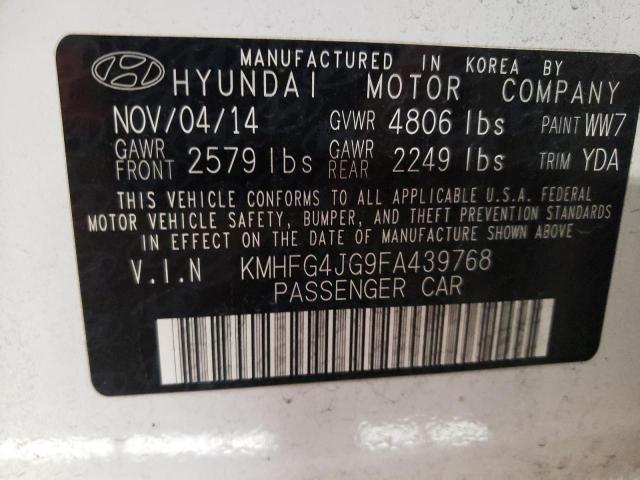 MANUFACTURED IN KOREA BY
HYUNDAI MOTOR COMPANY
NOV/04/14 GVWR 4806 lbs PAINT WW7
GAWR FRONT 2579 lbs GAWR REAR 2249 lbs TRIM YDA
THIS VEHICLE CONFORMS TO ALL APPLICABLE U.S.A. FEDERAL
MOTOR VEHICLE SAFETY, BUMPER, AND THEFT PREVENTION STANDARDS
IN EFFECT ON THE DATE OF MANUFACTURE SHOWN ABOVE.
V.I.N KMHFG4JG9FA439768
PASSENGER CAR